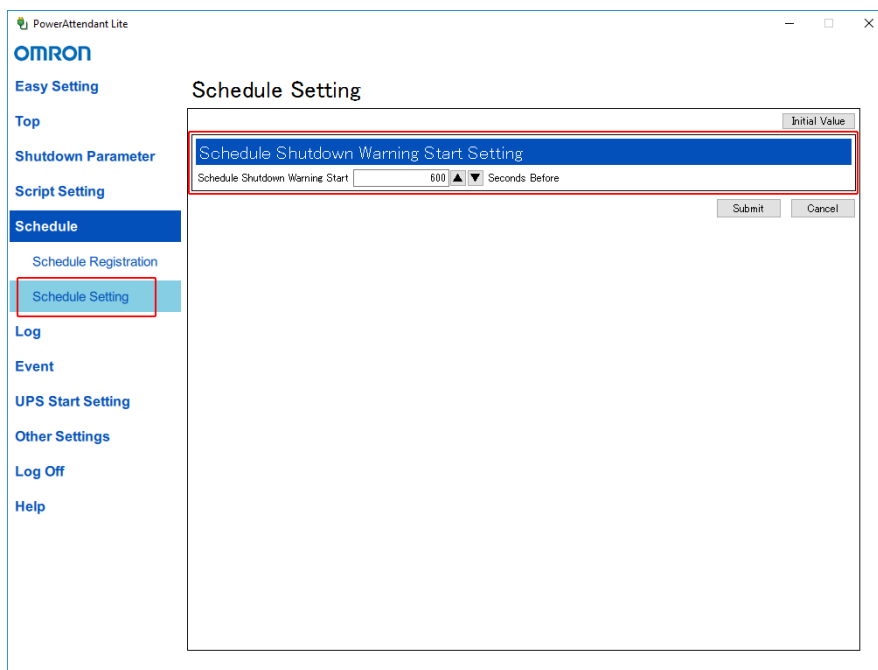 PowerAttendant Lite
OMRON
Easy Setting
Top
Shutdown Parameter
Script Setting
Schedule
Schedule Registration
Schedule Setting
Log
Event
UPS Start Setting
Other Settings
Log Off
Help
Schedule Setting
Initial Value
Schedule Shutdown Warning Start Setting
Schedule Shutdown Warning Start 600 ▲ ▼ Seconds Before
Submit Cancel